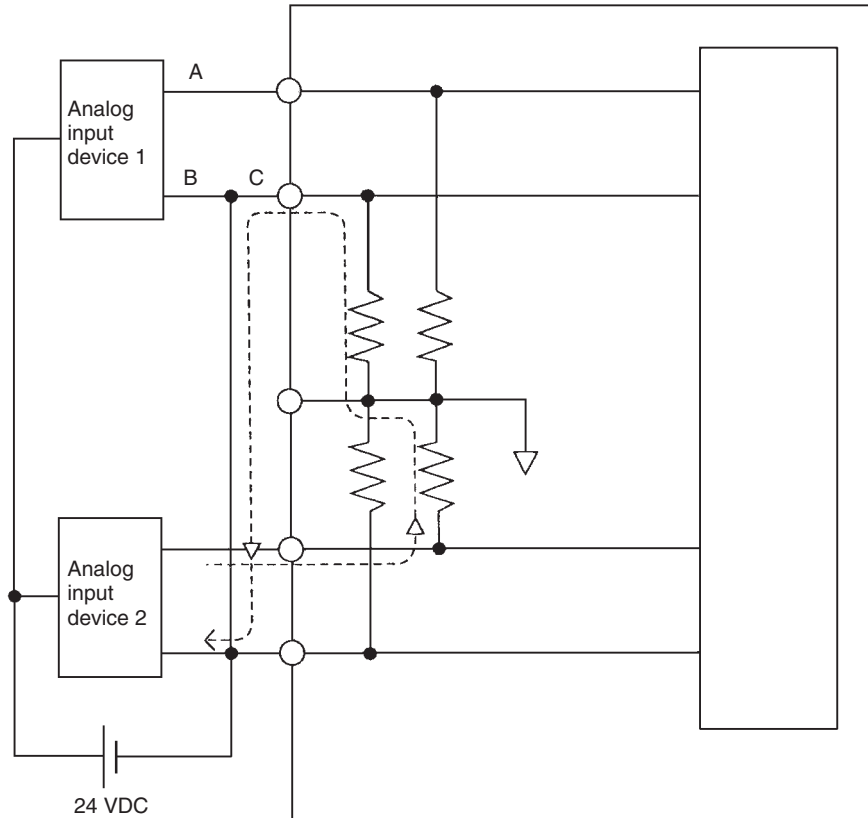 A
Analog
input
device 1
B C
Analog
input
device 2
24 VDC